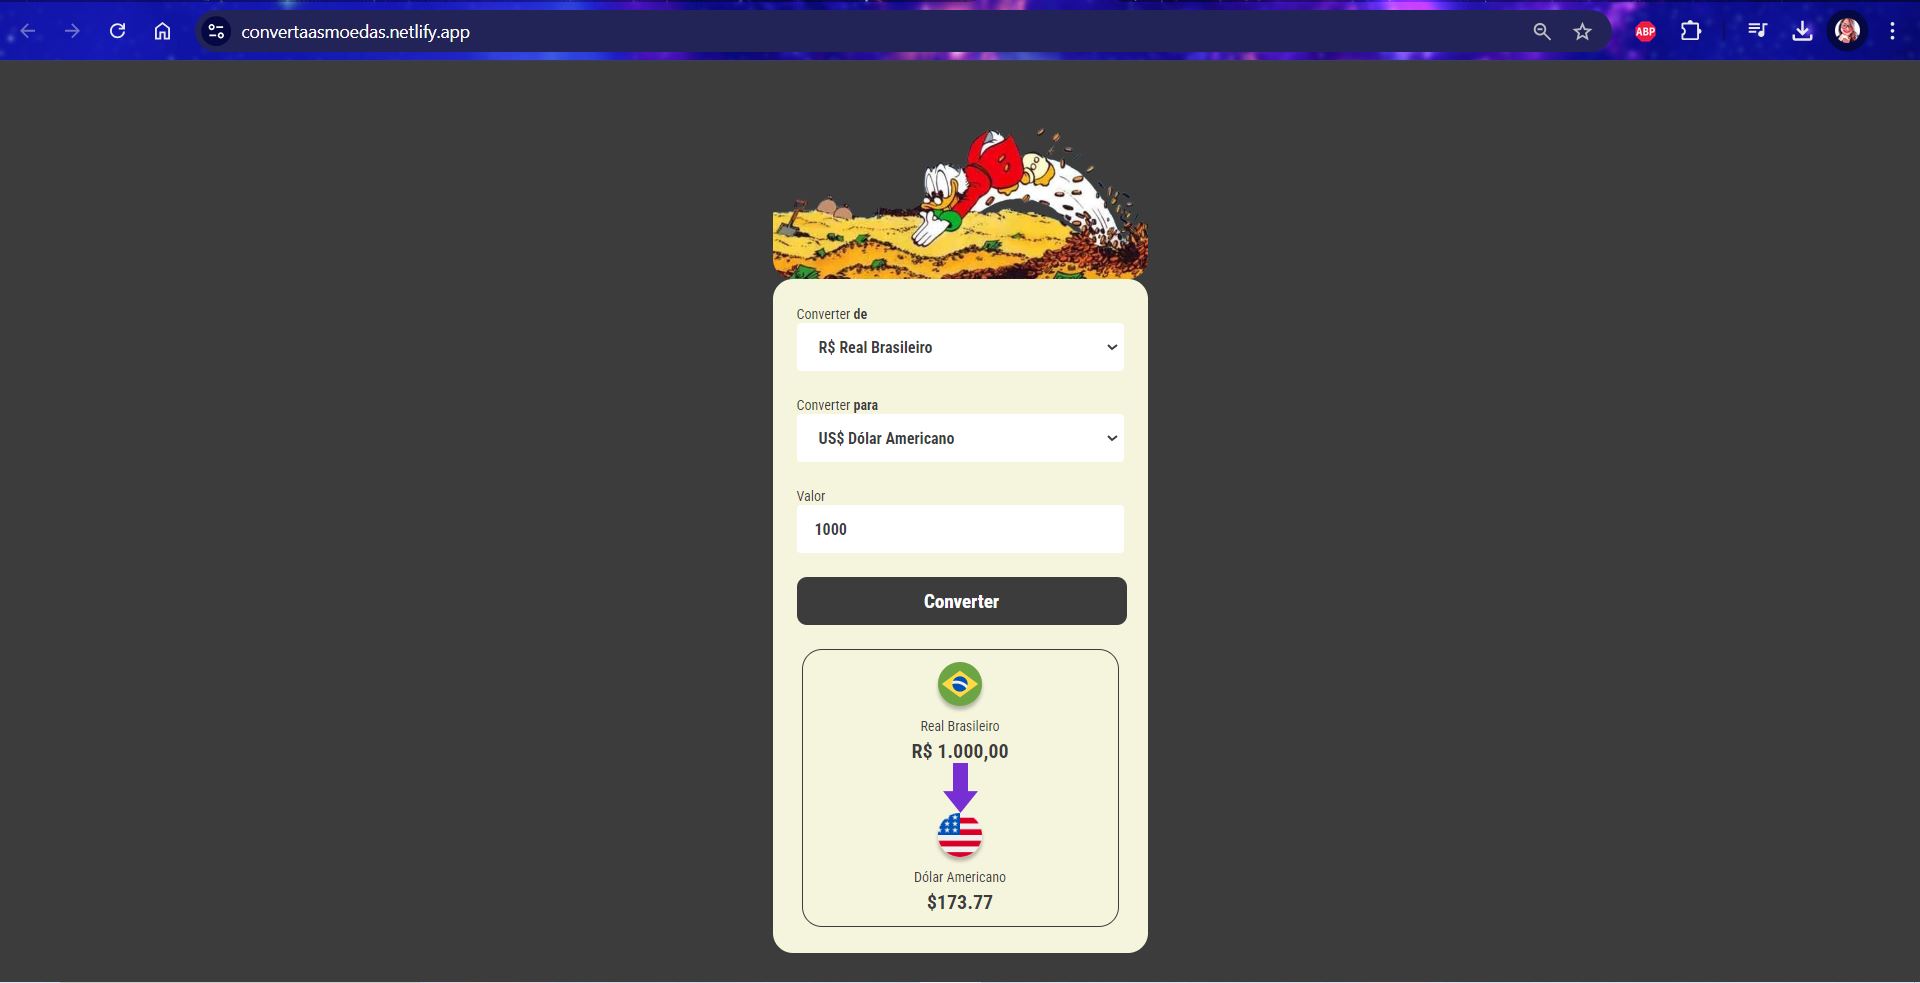 convertaasmoedas.netlify.app
ABP
Converter de
R$ Real Brasileiro
Converter para
US$ Dólar Americano
Valor
1000
Converter
Real Brasileiro
R$ 1.000,00
Dólar Americano
$173.77